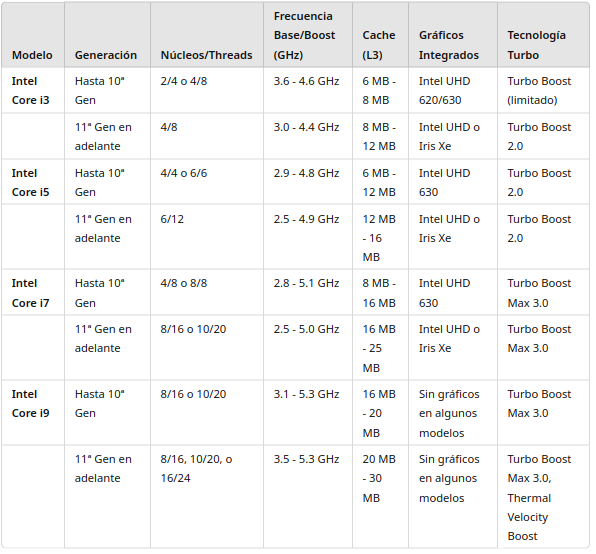 Modelo	Generación	Núcleos/Threads	Frecuencia Base/Boost (GHz)	Cache (L3)	Gráficos Integrados	Tecnología Turbo
Intel Core i3	Hasta 10ª Gen	2/4 o 4/8	3.6 - 4.6 GHz	6 MB - 8 MB	Intel UHD 620/630	Turbo Boost (limitado)
11ª Gen en adelante	4/8	3.0 - 4.4 GHz	8 MB - 12 MB	Intel UHD o Iris Xe	Turbo Boost 2.0
Intel Core i5	Hasta 10ª Gen	4/4 o 6/6	2.9 - 4.8 GHz	6 MB - 12 MB	Intel UHD 630	Turbo Boost 2.0
11ª Gen en adelante	6/12	2.5 - 4.9 GHz	12 MB - 16 MB	Intel UHD o Iris Xe	Turbo Boost 2.0
Intel Core i7	Hasta 10ª Gen	4/8 o 8/8	2.8 - 5.1 GHz	8 MB - 16 MB	Intel UHD 630	Turbo Boost Max 3.0
11ª Gen en adelante	8/16 o 10/20	2.5 - 5.0 GHz	16 MB - 25 MB	Intel UHD o Iris Xe	Turbo Boost Max 3.0
Intel Core i9	Hasta 10ª Gen	8/16 o 10/20	3.1 - 5.3 GHz	16 MB - 20 MB	Sin gráficos en algunos modelos	Turbo Boost Max 3.0
11ª Gen en adelante	8/16, 10/20, o 16/24	3.5 - 5.3 GHz	20 MB - 30 MB	Sin gráficos en algunos modelos	Turbo Boost Max 3.0, Thermal Velocity Boost